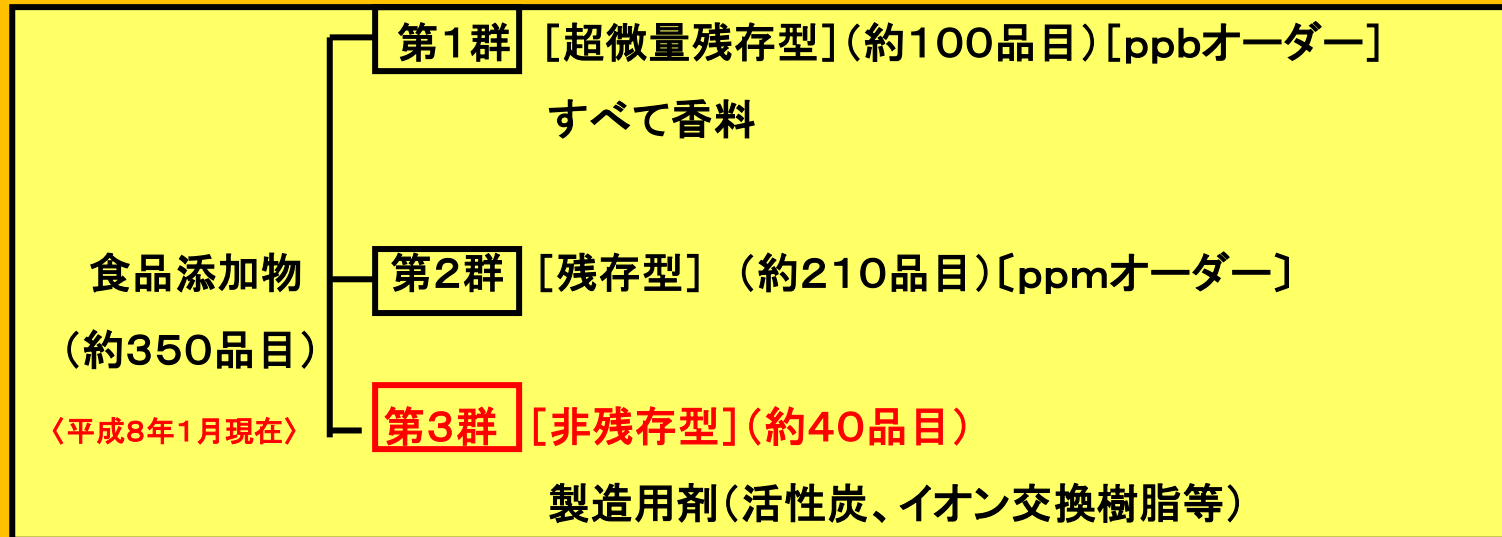 第1群 [超微量残存型](約100品目)[ppbオーダー]
すべて香料
食品添加物
(約350品目)
〈平成8年1月現在〉
第2群 [残存型] (約210品目)〔ppmオーダー〕
第3群 [非残存型](約40品目)
製造用剤(活性炭、イオン交換樹脂等)